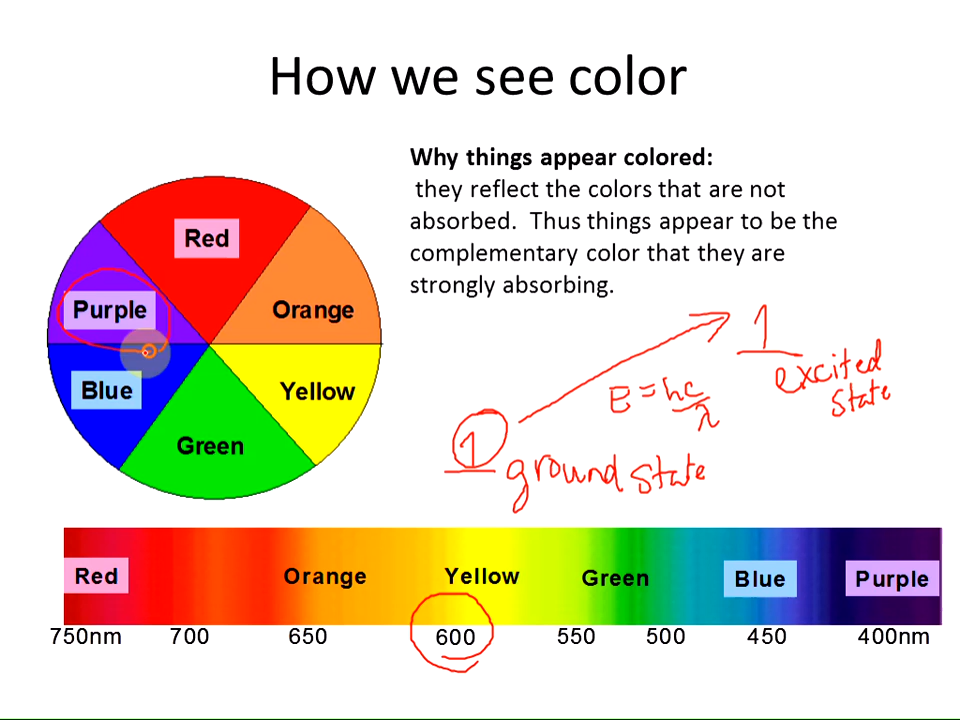 How we see color
Why things appear colored:
they reflect the colors that are not
absorbed. Thus things appear to be the
complementary color that they are
strongly absorbing.
Red
Purple
Orange
Blue
Yellow
Green
1
excited
state
E = hc/λ
1
ground state
Red Orange Yellow Green Blue Purple
750nm 700 650 600 550 500 450 400nm